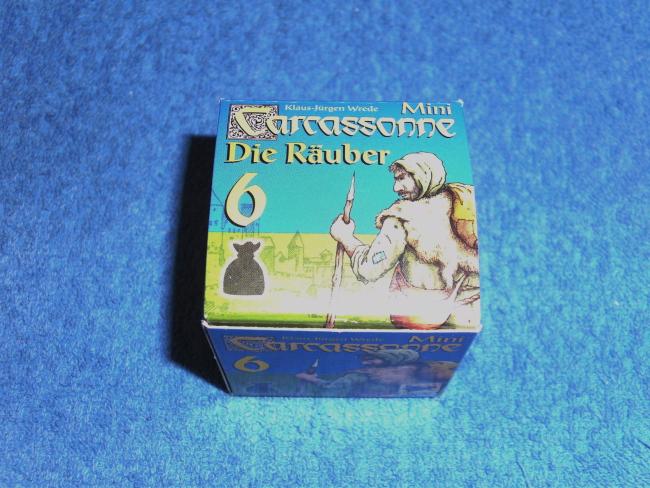 Klaus-Jürgen Wrede
Mini
Carcassonne
Die Räuber
6
Klaus-Jürgen Wrede
Mini
Carcassonne
6